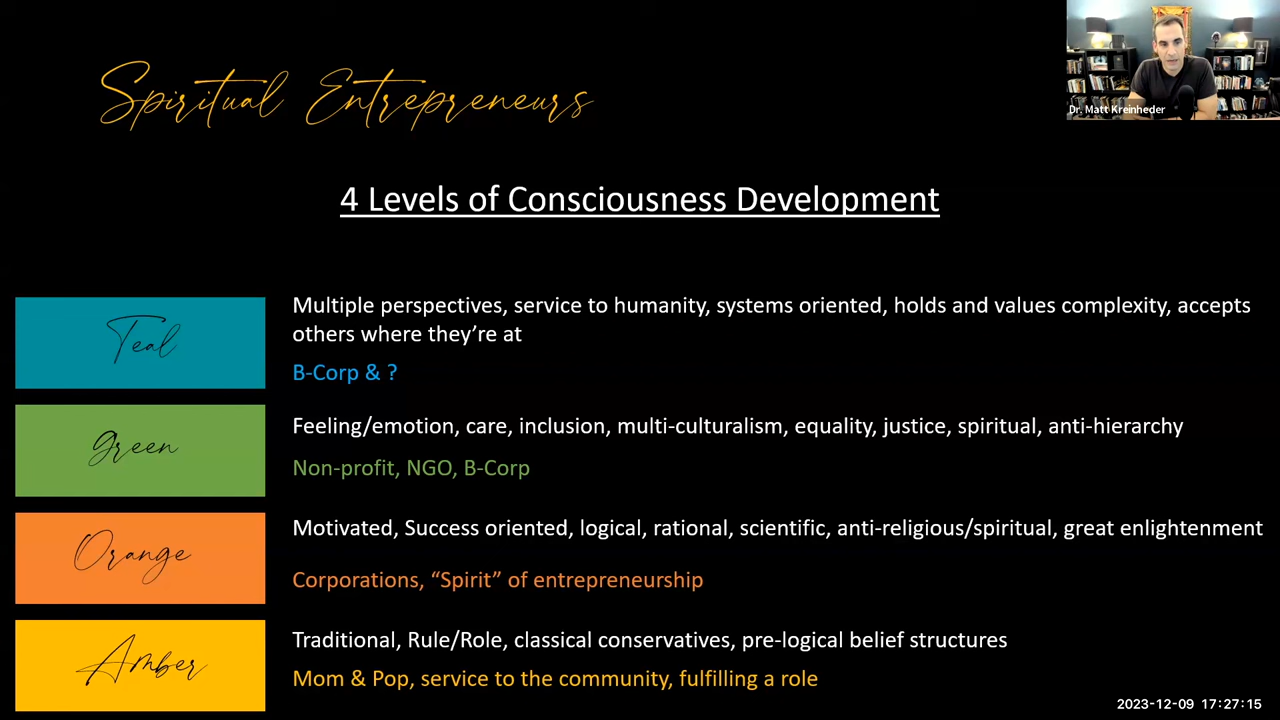 Spiritual Entrepreneurs
Dr. Matt Kreinheder
4 Levels of Consciousness Development
Teal
Multiple perspectives, service to humanity, systems oriented, holds and values complexity, accepts
others where they’re at
B-Corp & ?
Green
Feeling/emotion, care, inclusion, multi-culturalism, equality, justice, spiritual, anti-hierarchy
Non-profit, NGO, B-Corp
Orange
Motivated, Success oriented, logical, rational, scientific, anti-religious/spiritual, great enlightenment
Corporations, “Spirit” of entrepreneurship
Amber
Traditional, Rule/Role, classical conservatives, pre-logical belief structures
Mom & Pop, service to the community, fulfilling a role
2023-12-09 17:27:15